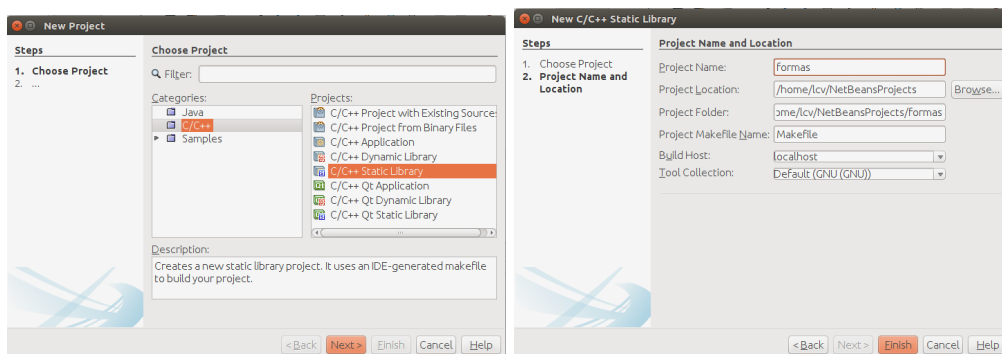 New Project
Steps
1. Choose Project
2. ...
Choose Project
Filter:
Categories:
Java
C/C++
Samples
Projects:
C/C++ Project with Existing Source
C/C++ Project from Binary Files
C/C++ Application
C/C++ Dynamic Library
C/C++ Static Library
C/C++ Qt Application
C/C++ Qt Dynamic Library
C/C++ Qt Static Library
Description:
Creates a new static library project. It uses an IDE-generated makefile
to build your project.
< Back Next > Finish Cancel Help
New C/C++ Static Library
Steps
1. Choose Project
2. Project Name and
Location
Project Name and Location
Project Name: formas
Project Location: /home/lcv/NetBeansProjects Browse...
Project Folder: ome/lcv/NetBeansProjects/formas
Project Makefile Name: Makefile
Build Host: localhost
Tool Collection: Default (GNU (GNU))
< Back Next > Finish Cancel Help